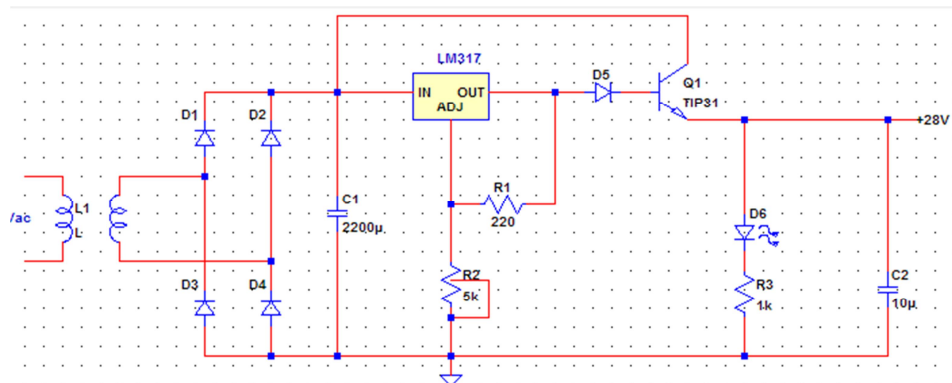 LM317
IN OUT
ADJ
D5
Q1
TIP31
+28V
D1
D2
/ac
L1
L
C1
2200µ
R1
220
D3
D4
R2
5k
D6
R3
1k
C2
10µ